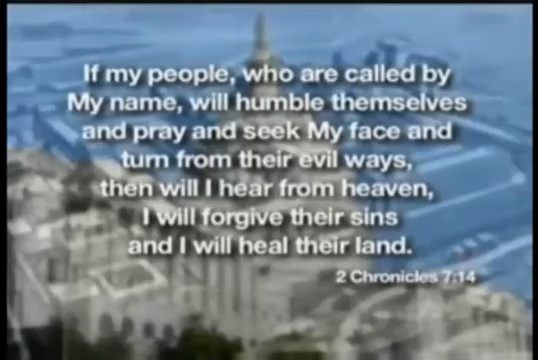 If my people, who are called by
My name, will humble themselves
and pray and seek My face and
turn from their evil ways,
then will I hear from heaven,
I will forgive their sins
and I will heal their land.
2 Chronicles 7:14